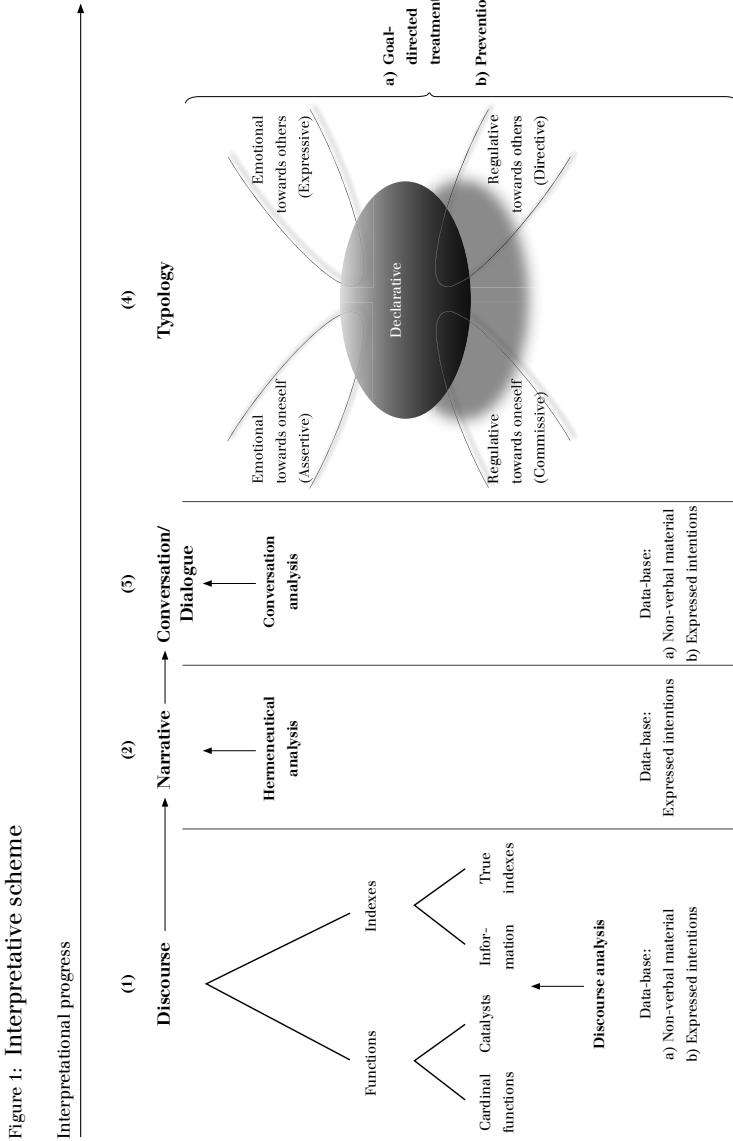 Figure 1: Interpretative scheme
Interpretational progress
(1)
Discourse
Functions
Indexes
Cardinal
functions
Catalysts
Infor-
mation
True
indexes
Discourse analysis
Data-base:
a) Non-verbal material
b) Expressed intentions
(2)
Narrative
Hermeneutical
analysis
Data-base:
Expressed intentions
(3)
Conversation/
Dialogue
Conversation
analysis
Data-base:
a) Non-verbal material
b) Expressed intentions
(4)
Typology
Emotional
towards oneself
(Assertive)
Emotional
towards others
(Expressive)
Declarative
Regulative
towards oneself
(Commissive)
Regulative
towards others
(Directive)
a) Goal-
directed
treatment
b) Preventio